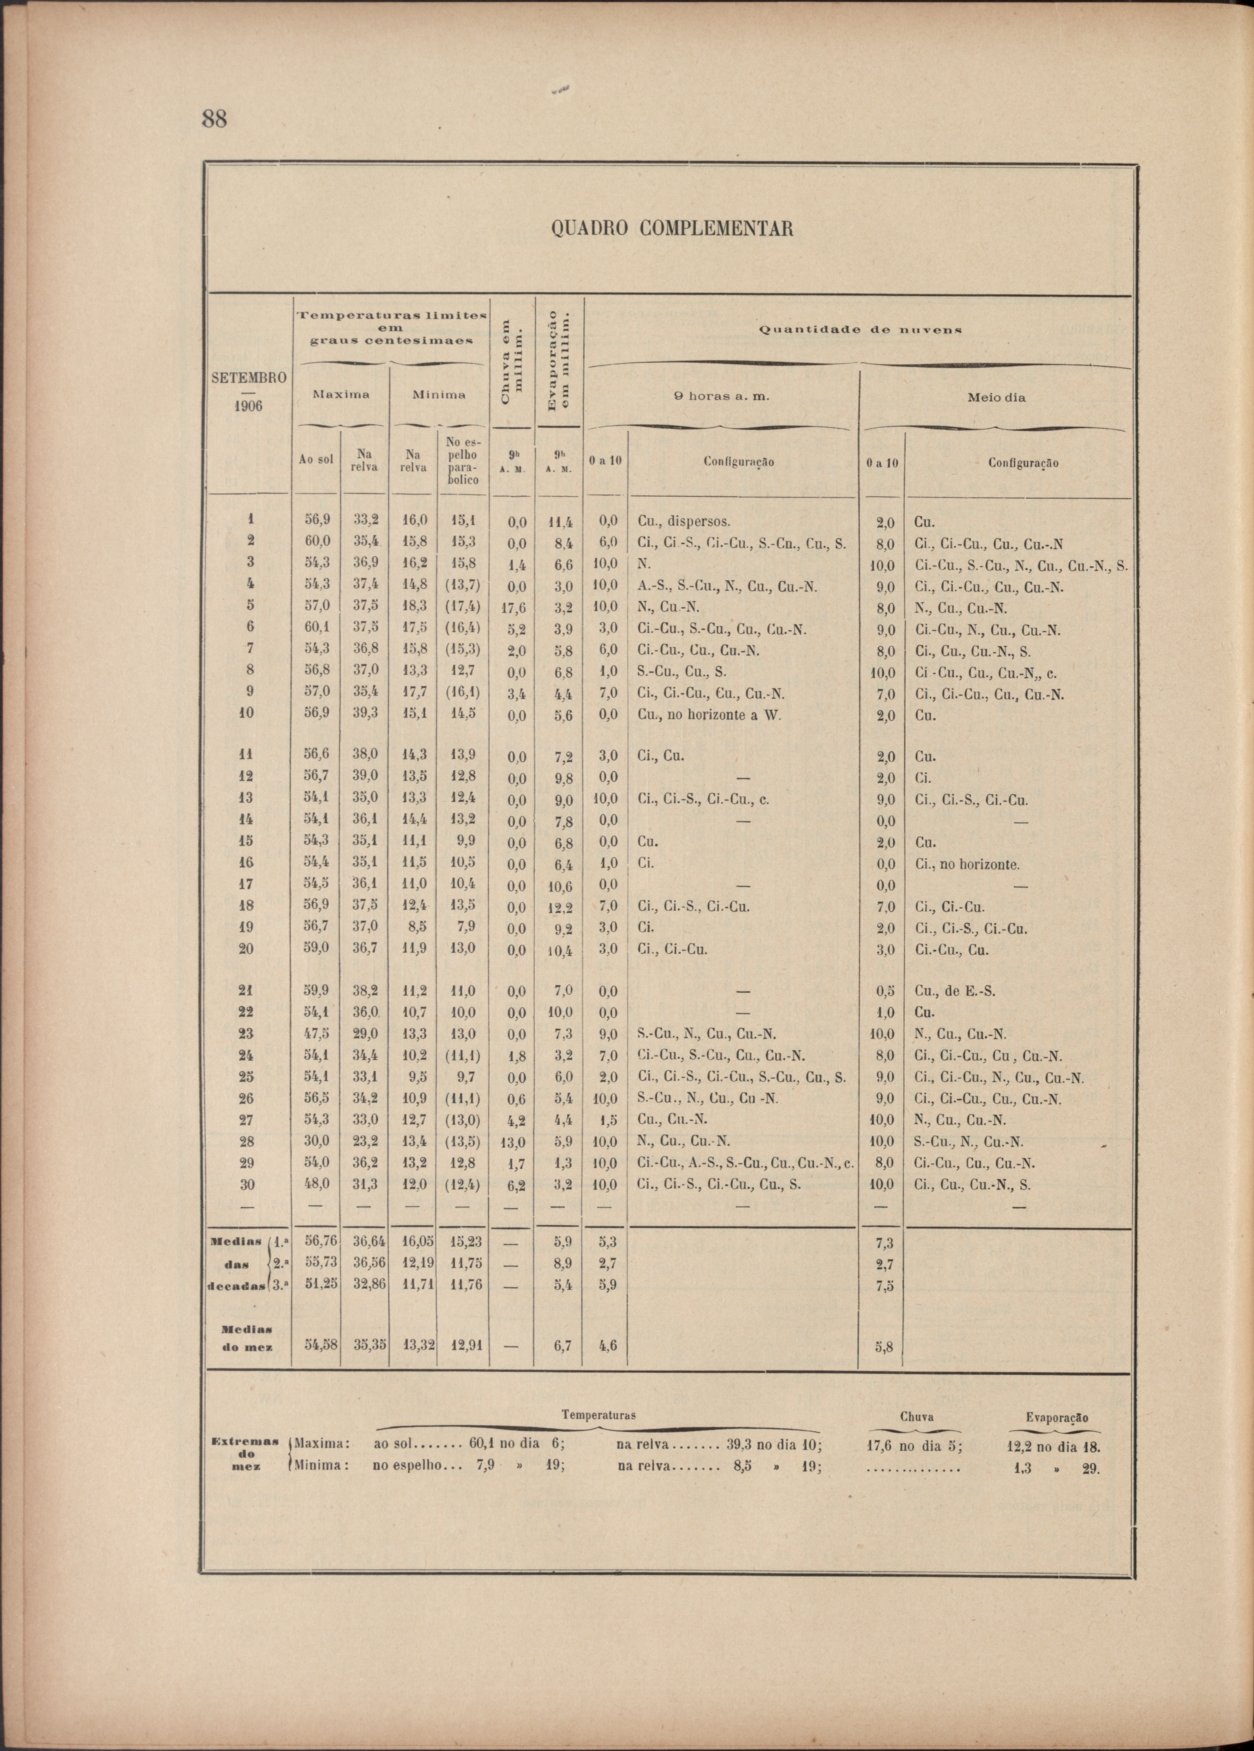 88
QUADRO COMPLEMENTAR
SETEMBRO
—
1906
Temperaturas limites
em
graus centesimaes
Chuva em
millim.
Evaporação
em millim.
Quantidade de nuvens
Maxima Minima 9 horas a. m. Meio dia
Ao sol Na relva Na relva No espelho parabolico 9h A. M. 9h A. M. 0 a 10 Configuração 0 a 10 Configuração
1 56,9 33,2 16,0 15,1 0,0 11,4 0,0 Cu., dispersos. 2,0 Cu.
2 60,0 35,4 15,8 15,3 0,0 8,4 6,0 Ci., Ci.-S., Ci.-Cu., S.-Cu., Cu., S. 8,0 Ci., Ci.-Cu., Cu., Cu.-.N
3 54,3 36,9 16,2 15,8 1,4 6,6 10,0 N. 10,0 Ci.-Cu., S.-Cu., N., Cu., Cu.-N., S.
4 54,3 37,4 14,8 (13,7) 0,0 3,0 10,0 A.-S., S.-Cu., N., Cu., Cu.-N. 9,0 Ci., Ci.-Cu., Cu., Cu.-N.
5 57,0 37,5 18,3 (17,4) 17,6 3,2 10,0 N., Cu.-N. 8,0 N., Cu., Cu.-N.
6 60,1 37,5 17,5 (16,4) 5,2 3,9 3,0 Ci.-Cu., S.-Cu., Cu., Cu.-N. 9,0 Ci.-Cu., N., Cu., Cu.-N.
7 54,3 36,8 15,8 (15,3) 2,0 5,8 6,0 Ci.-Cu., Cu., Cu.-N. 8,0 Ci., Cu., Cu.-N., S.
8 56,8 37,0 13,3 12,7 0,0 6,8 1,0 S.-Cu., Cu., S. 10,0 Ci -Cu., Cu., Cu.-N,, c.
9 57,0 35,4 17,7 (16,1) 3,4 4,4 7,0 Ci., Ci.-Cu., Cu., Cu.-N. 7,0 Ci., Ci.-Cu., Cu., Cu.-N.
10 56,9 39,3 15,1 14,5 0,0 5,6 0,0 Cu., no horizonte a W. 2,0 Cu.
11 56,6 38,0 14,3 13,9 0,0 7,2 3,0 Ci., Cu. 2,0 Cu.
12 56,7 39,0 13,5 12,8 0,0 9,8 0,0 — 2,0 Ci.
13 54,1 35,0 13,3 12,4 0,0 9,0 10,0 Ci., Ci.-S., Ci.-Cu., c. 9,0 Ci., Ci.-S., Ci.-Cu.
14 54,1 36,1 14,4 13,2 0,0 7,8 0,0 — 0,0 —
15 54,3 35,1 11,1 9,9 0,0 6,8 0,0 Cu. 2,0 Cu.
16 54,4 35,1 11,5 10,5 0,0 6,4 1,0 Ci. 0,0 Ci., no horizonte.
17 54,5 36,1 11,0 10,4 0,0 10,6 0,0 — 0,0 —
18 56,9 37,5 12,4 13,5 0,0 12,2 7,0 Ci., Ci.-S., Ci.-Cu. 7,0 Ci., Ci.-Cu.
19 56,7 37,0 8,5 7,9 0,0 9,2 3,0 Ci. 2,0 Ci., Ci.-S., Ci.-Cu.
20 59,0 36,7 11,9 13,0 0,0 10,4 3,0 Ci., Ci.-Cu. 3,0 Ci.-Cu., Cu.
21 59,9 38,2 11,2 11,0 0,0 7,0 0,0 — 0,5 Cu., de E.-S.
22 54,1 36,0 10,7 10,0 0,0 10,0 0,0 — 1,0 Cu.
23 47,5 29,0 13,3 13,0 0,0 7,3 9,0 S.-Cu., N., Cu., Cu.-N. 10,0 N., Cu., Cu.-N.
24 54,1 34,4 10,2 (11,1) 1,8 3,2 7,0 Ci.-Cu., S.-Cu., Cu., Cu.-N. 8,0 Ci., Ci.-Cu., Cu , Cu.-N.
25 54,1 33,1 9,5 9,7 0,0 6,0 2,0 Ci., Ci.-S., Ci.-Cu., S.-Cu., Cu., S. 9,0 Ci., Ci.-Cu., N., Cu., Cu.-N.
26 56,5 34,2 10,9 (11,1) 0,6 5,4 10,0 S.-Cu., N., Cu., Cu -N. 9,0 Ci., Ci.-Cu., Cu., Cu.-N.
27 54,3 33,0 12,7 (13,0) 4,2 4,4 1,5 Cu., Cu.-N. 10,0 N., Cu., Cu.-N.
28 30,0 23,2 13,4 (13,5) 13,0 5,9 10,0 N., Cu., Cu.-N. 10,0 S.-Cu., N., Cu.-N.
29 54,0 36,2 13,2 12,8 1,7 1,3 10,0 Ci.-Cu., A.-S., S.-Cu., Cu., Cu.-N., c. 8,0 Ci.-Cu., Cu., Cu.-N.
30 48,0 31,3 12,0 (12,4) 6,2 3,2 10,0 Ci., Ci.-S., Ci.-Cu., Cu., S. 10,0 Ci., Cu., Cu.-N., S.
— — — — — — — — — — —
Medias 1.ª 56,76 36,64 16,05 15,23 — 5,9 5,3 7,3
das 2.ª 55,73 36,56 12,19 11,75 — 8,9 2,7 2,7
decadas 3.ª 51,25 32,86 11,71 11,76 — 5,4 5,9 7,5
Medias
do mez 54,58 35,35 13,32 12,91 — 6,7 4,6 5,8
Temperaturas Chuva Evaporação
Extremas do mez
Maxima: ao sol....... 60,1 no dia 6; na relva....... 39,3 no dia 10; 17,6 no dia 5; 12,2 no dia 18.
Minima: no espelho... 7,9 » 19; na relva....... 8,5 » 19; .............. 1,3 » 29.